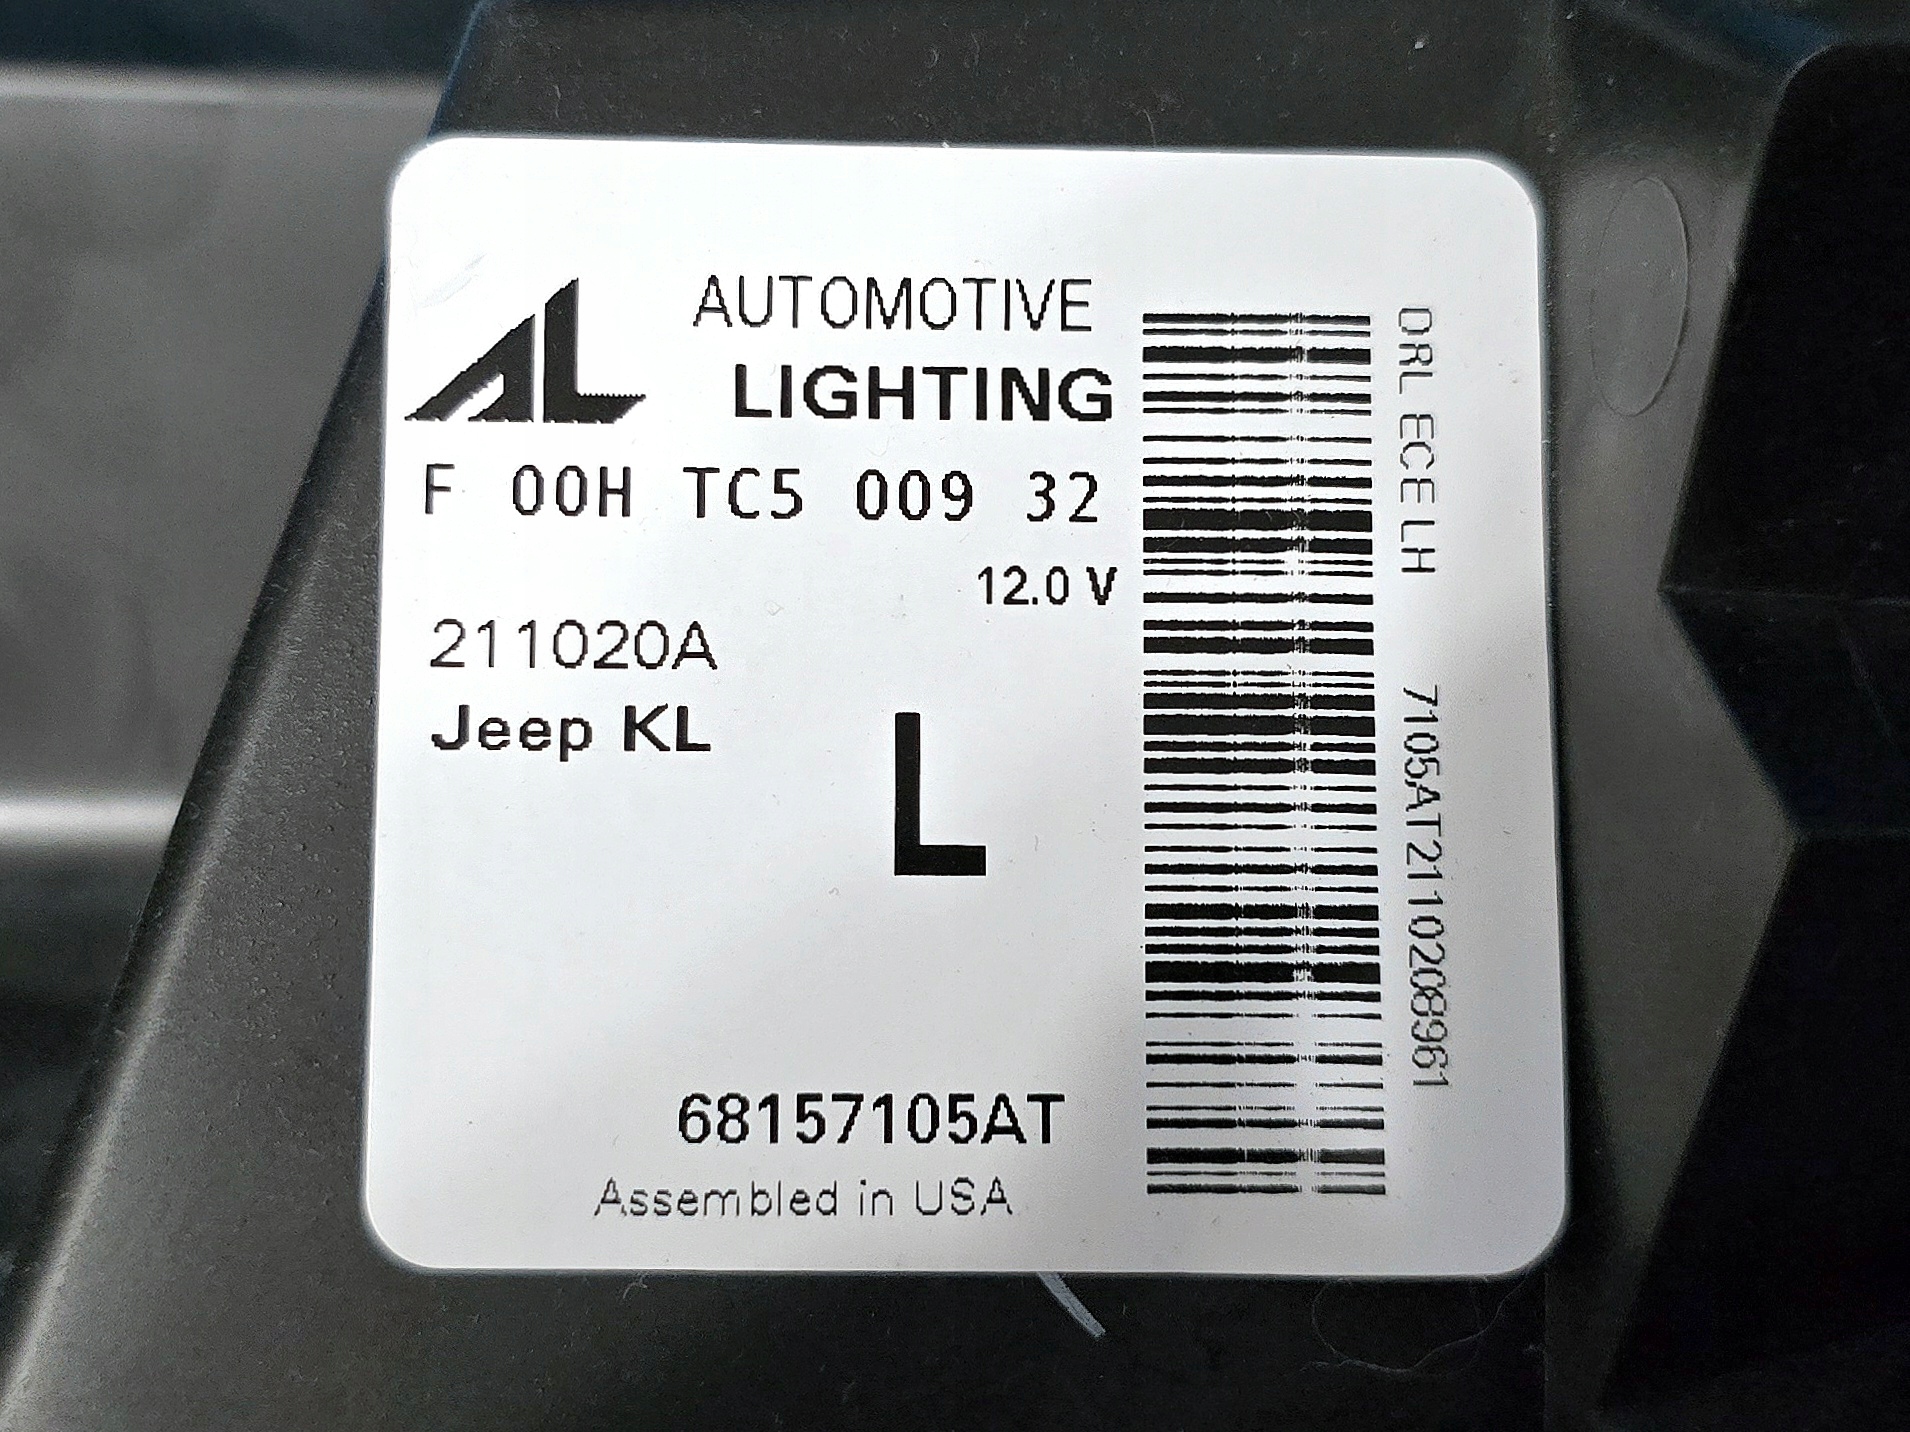 AL
AUTOMOTIVE
LIGHTING
F 00H TC5 009 32
12.0 V
211020A
Jeep KL
L
68157105AT
Assembled in USA
DRL ECE LH 7105AT2110208961